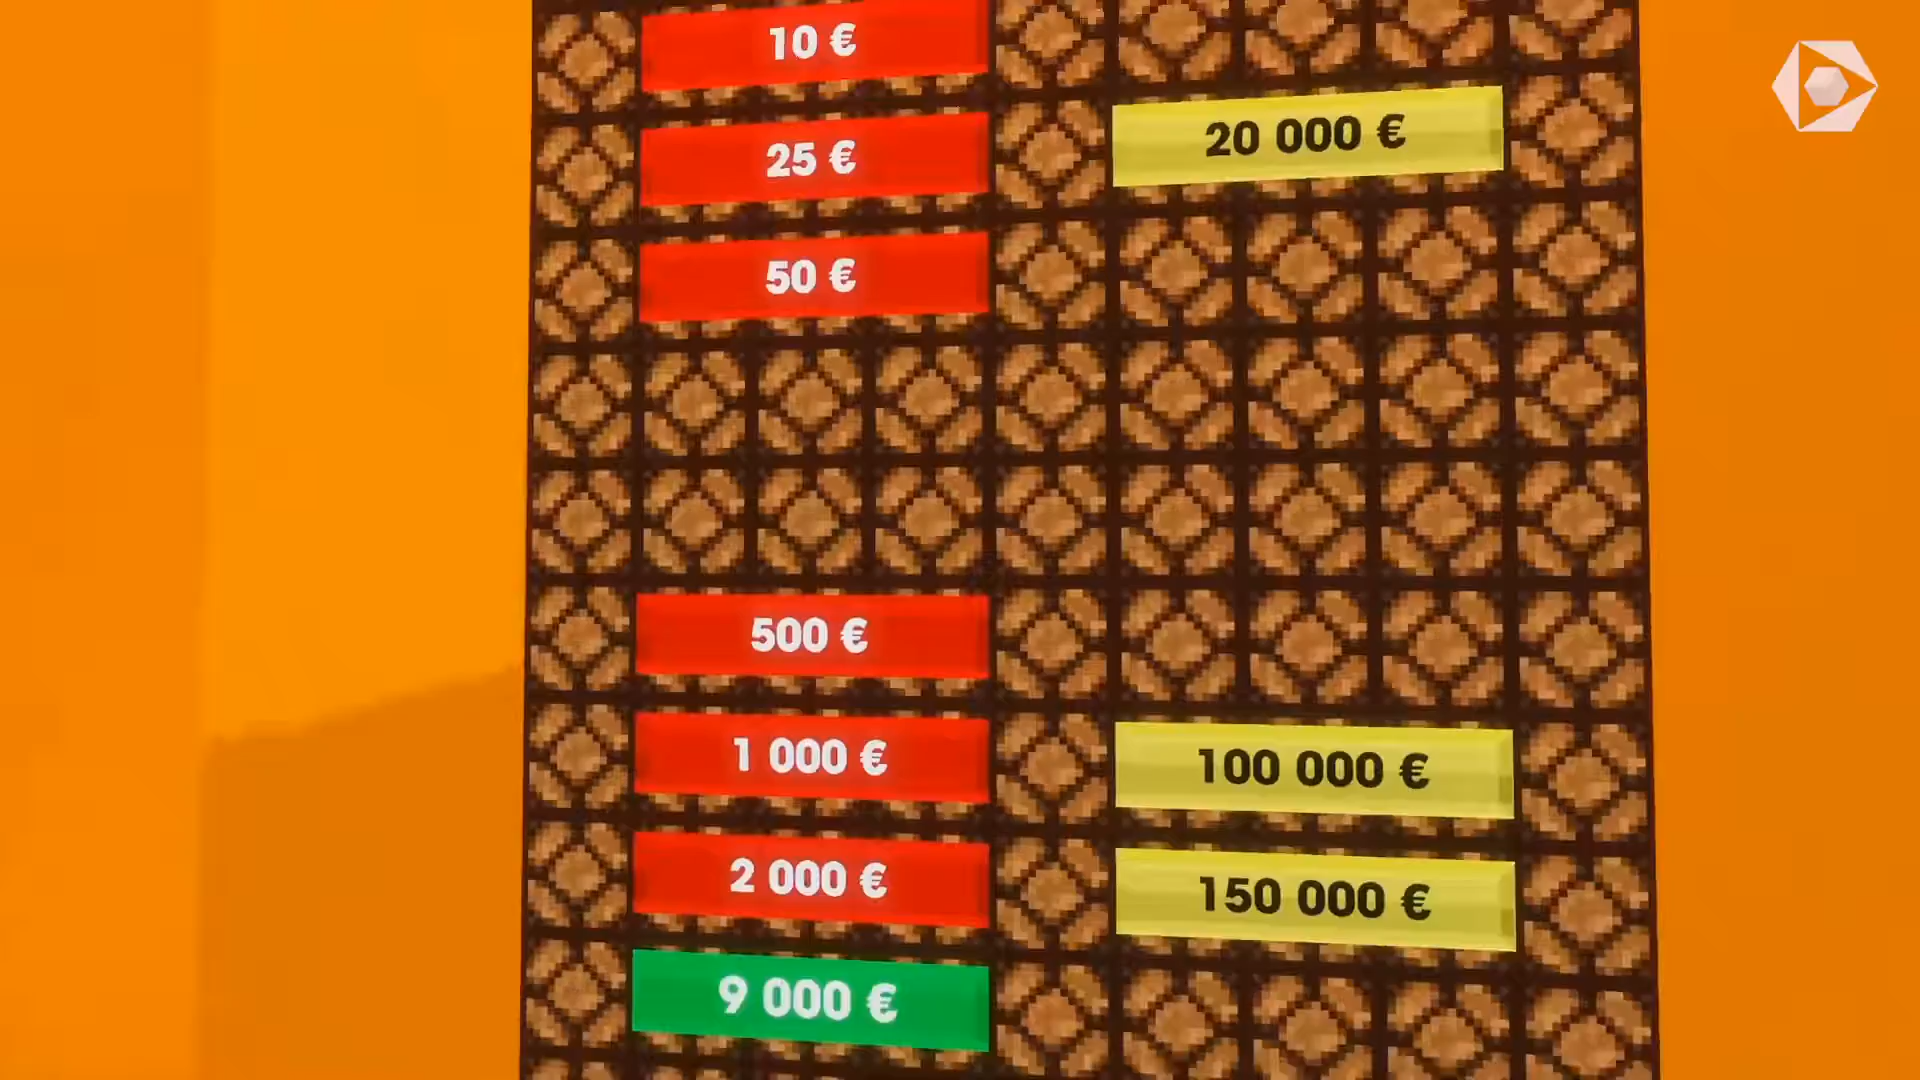 10 €
25 €
50 €
500 €
1 000 €
2 000 €
9 000 €
20 000 €
100 000 €
150 000 €